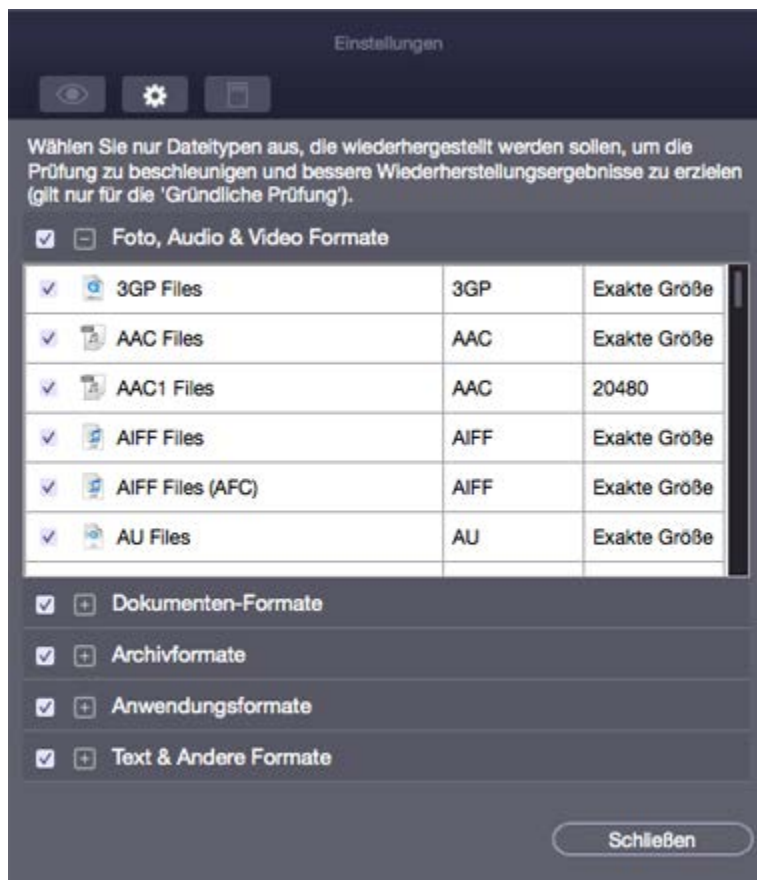 Einstellungen
Wählen Sie nur Dateitypen aus, die wiederhergestellt werden sollen, um die
Prüfung zu beschleunigen und bessere Wiederherstellungsergebnisse zu erzielen
(gilt nur für die 'Gründliche Prüfung').
Foto, Audio & Video Formate
3GP Files 3GP Exakte Größe
AAC Files AAC Exakte Größe
AAC1 Files AAC 20480
AIFF Files AIFF Exakte Größe
AIFF Files (AFC) AIFF Exakte Größe
AU Files AU Exakte Größe
Dokumenten-Formate
Archivformate
Anwendungsformate
Text & Andere Formate
Schließen